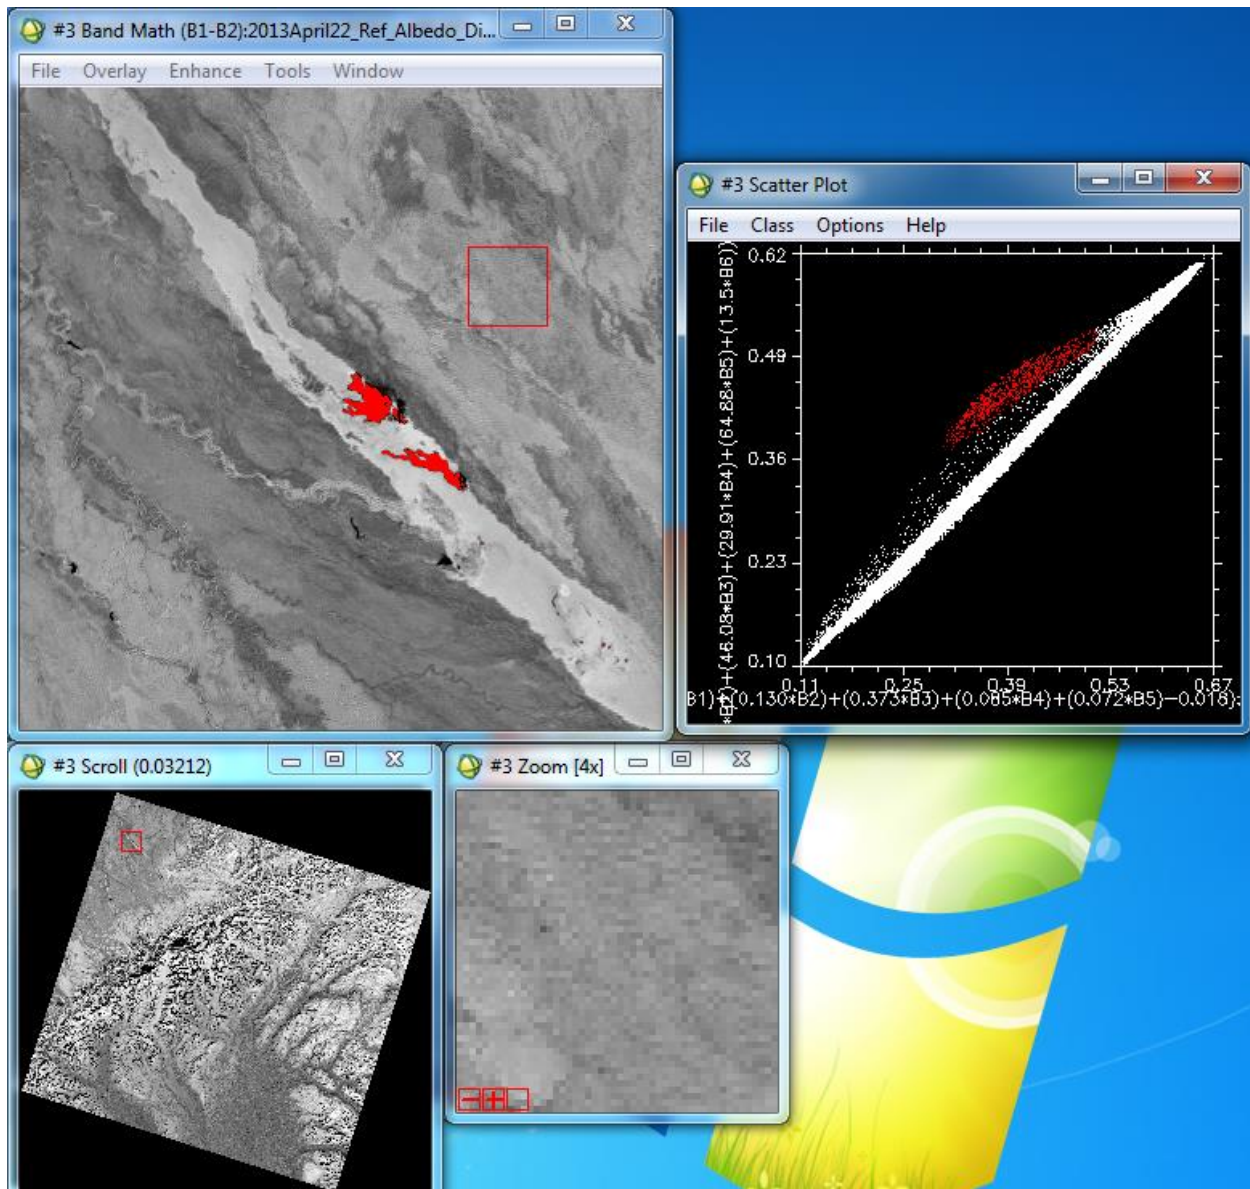 #3 Band Math (B1-B2):2013April22_Ref_Albedo_Di...
File Overlay Enhance Tools Window
#3 Scatter Plot
File Class Options Help
0.62
0.49
0.36
0.23
0.10
0.11 0.25 0.39 0.53 0.67
+(46.08*B3)+(29.91*B4)+(64.88*B5)+(13.5*B6))
B1)+(0.130*B2)+(0.373*B3)+(0.085*B4)+(0.072*B5)-0.018):
#3 Scroll (0.03212)
#3 Zoom [4x]